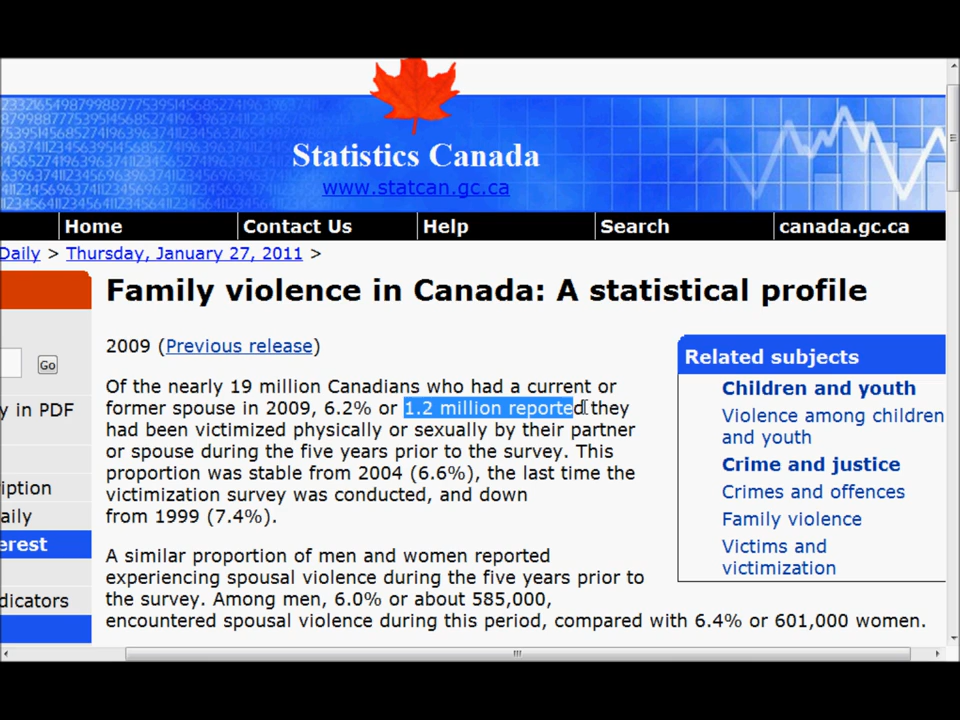 Statistics Canada
www.statcan.gc.ca
Home
Contact Us
Help
Search
canada.gc.ca
Daily > Thursday, January 27, 2011 >
Family violence in Canada: A statistical profile
2009 (Previous release)
Go
y in PDF
iption
aily
erest
dicators
Of the nearly 19 million Canadians who had a current or
former spouse in 2009, 6.2% or 1.2 million reported they
had been victimized physically or sexually by their partner
or spouse during the five years prior to the survey. This
proportion was stable from 2004 (6.6%), the last time the
victimization survey was conducted, and down
from 1999 (7.4%).
A similar proportion of men and women reported
experiencing spousal violence during the five years prior to
the survey. Among men, 6.0% or about 585,000,
encountered spousal violence during this period, compared with 6.4% or 601,000 women.
Related subjects
Children and youth
Violence among children
and youth
Crime and justice
Crimes and offences
Family violence
Victims and
victimization